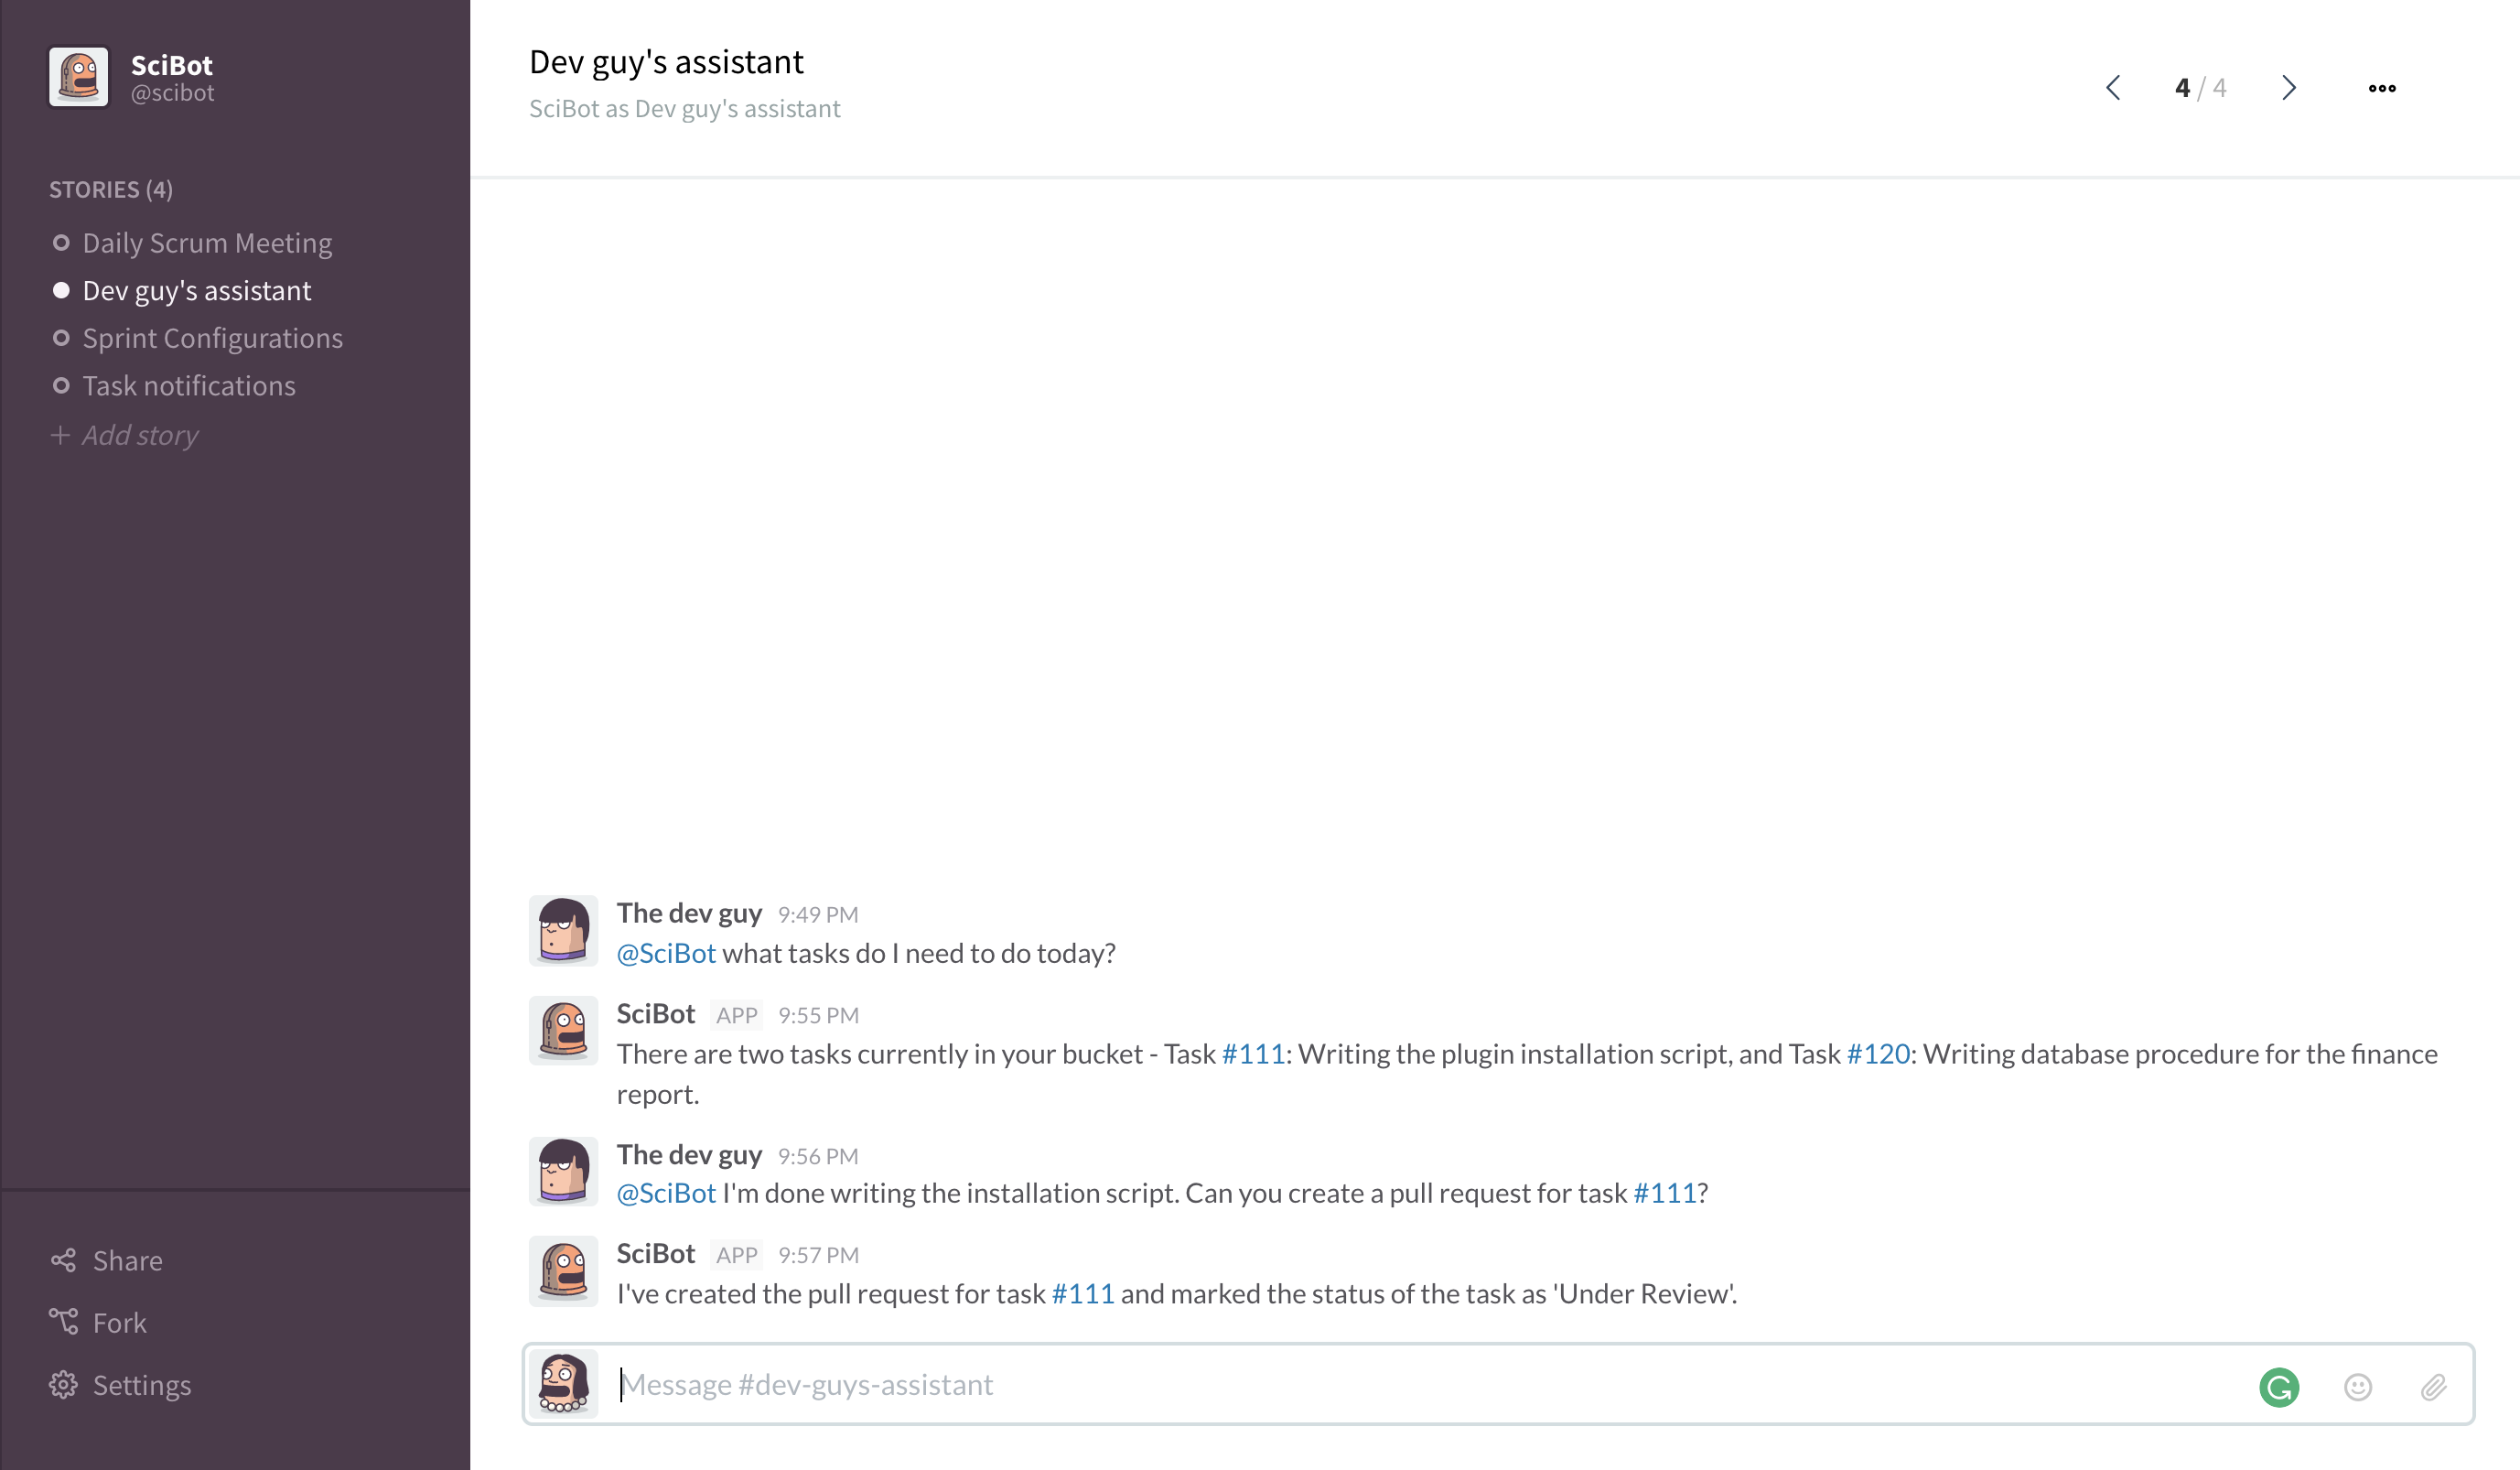 SciBot
@scibot
STORIES (4)
Daily Scrum Meeting
Dev guy's assistant
Sprint Configurations
Task notifications
+ Add story
Share
Fork
Settings
Dev guy's assistant
SciBot as Dev guy's assistant
4 / 4
The dev guy 9:49 PM
@SciBot what tasks do I need to do today?
SciBot APP 9:55 PM
There are two tasks currently in your bucket - Task #111: Writing the plugin installation script, and Task #120: Writing database procedure for the finance
report.
The dev guy 9:56 PM
@SciBot I'm done writing the installation script. Can you create a pull request for task #111?
SciBot APP 9:57 PM
I've created the pull request for task #111 and marked the status of the task as 'Under Review'.
Message #dev-guys-assistant